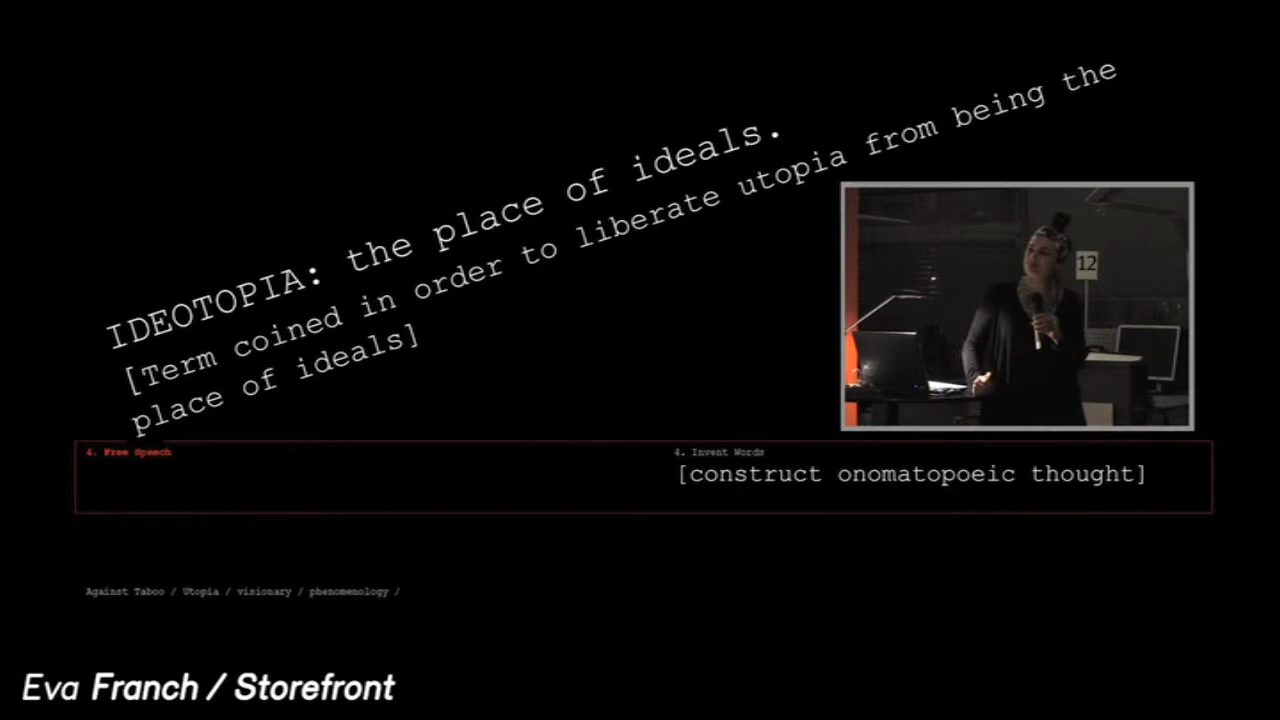 IDEOTOPIA: the place of ideals.
[Term coined in order to liberate utopia from being the
place of ideals]
12
4. Free Speech
4. Invent Words
[construct onomatopoeic thought]
Against Taboo / Utopia / visionary / phenomenology /
Eva Franch / Storefront